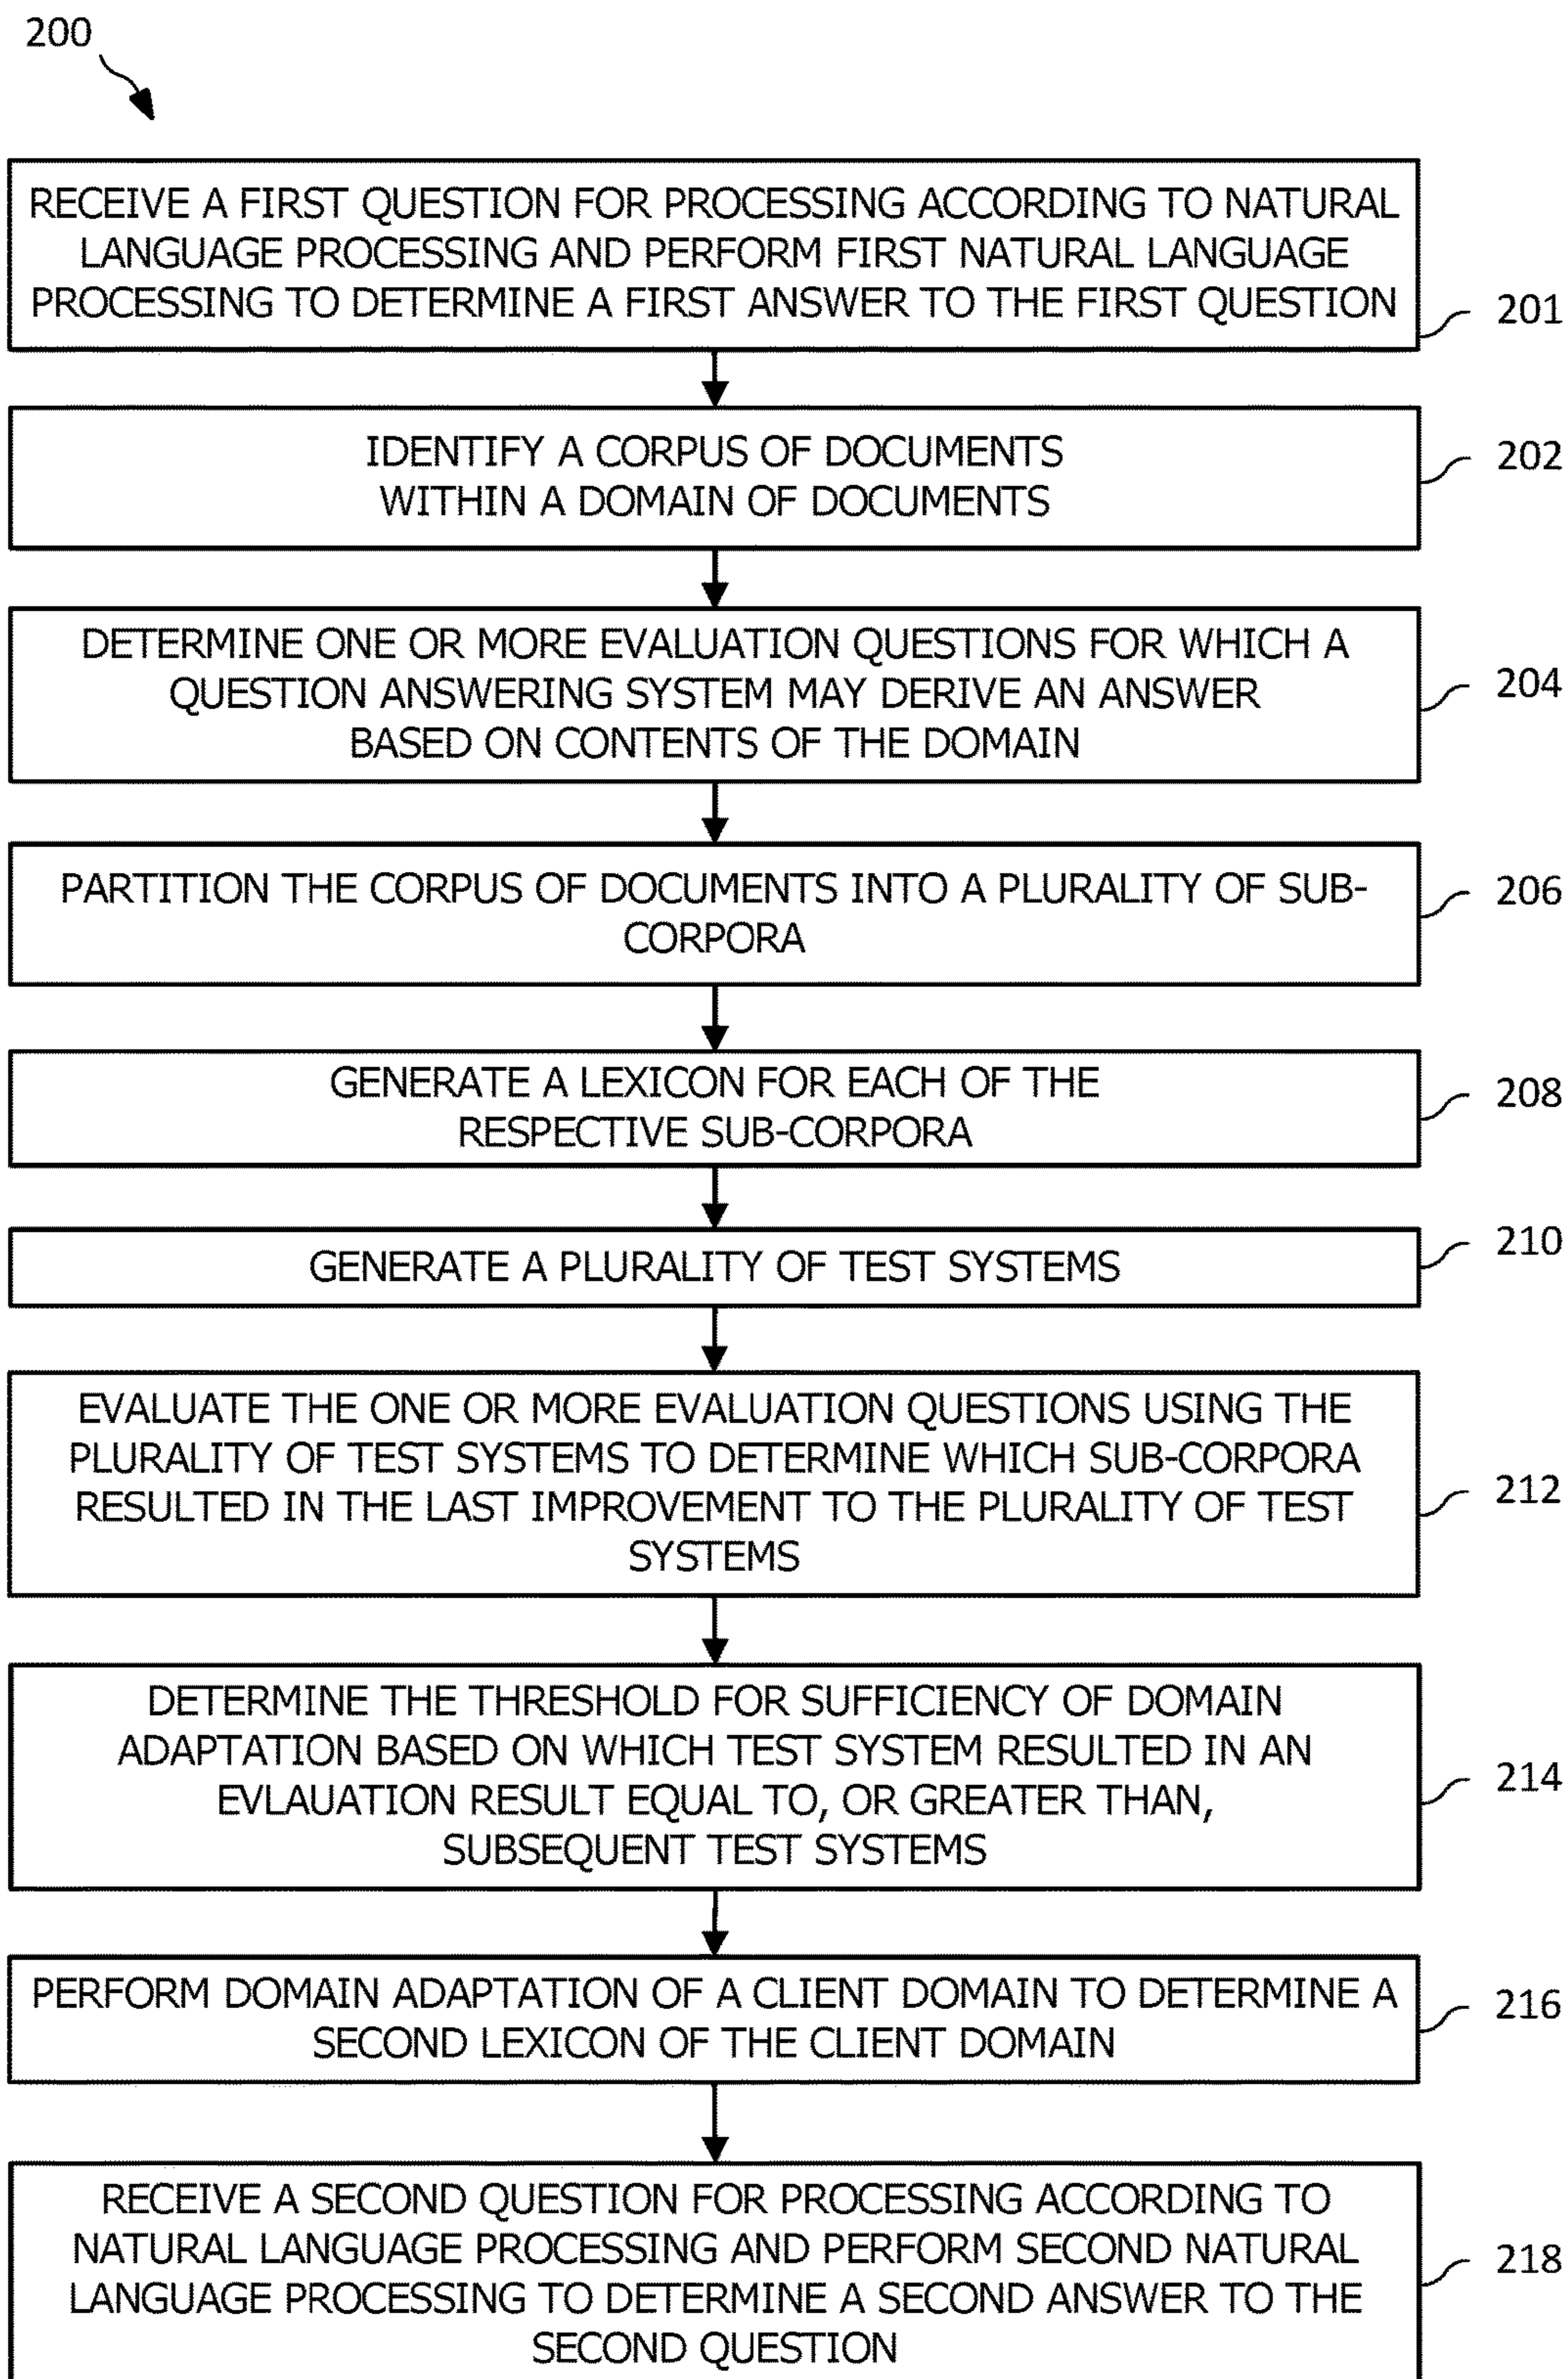 200
RECEIVE A FIRST QUESTION FOR PROCESSING ACCORDING TO NATURAL
LANGUAGE PROCESSING AND PERFORM FIRST NATURAL LANGUAGE
PROCESSING TO DETERMINE A FIRST ANSWER TO THE FIRST QUESTION
201
IDENTIFY A CORPUS OF DOCUMENTS
WITHIN A DOMAIN OF DOCUMENTS
202
DETERMINE ONE OR MORE EVALUATION QUESTIONS FOR WHICH A
QUESTION ANSWERING SYSTEM MAY DERIVE AN ANSWER
BASED ON CONTENTS OF THE DOMAIN
204
PARTITION THE CORPUS OF DOCUMENTS INTO A PLURALITY OF SUB-
CORPORA
206
GENERATE A LEXICON FOR EACH OF THE
RESPECTIVE SUB-CORPORA
208
GENERATE A PLURALITY OF TEST SYSTEMS
210
EVALUATE THE ONE OR MORE EVALUATION QUESTIONS USING THE
PLURALITY OF TEST SYSTEMS TO DETERMINE WHICH SUB-CORPORA
RESULTED IN THE LAST IMPROVEMENT TO THE PLURALITY OF TEST
SYSTEMS
212
DETERMINE THE THRESHOLD FOR SUFFICIENCY OF DOMAIN
ADAPTATION BASED ON WHICH TEST SYSTEM RESULTED IN AN
EVLAUATION RESULT EQUAL TO, OR GREATER THAN,
SUBSEQUENT TEST SYSTEMS
214
PERFORM DOMAIN ADAPTATION OF A CLIENT DOMAIN TO DETERMINE A
SECOND LEXICON OF THE CLIENT DOMAIN
216
RECEIVE A SECOND QUESTION FOR PROCESSING ACCORDING TO
NATURAL LANGUAGE PROCESSING AND PERFORM SECOND NATURAL
LANGUAGE PROCESSING TO DETERMINE A SECOND ANSWER TO THE
SECOND QUESTION
218